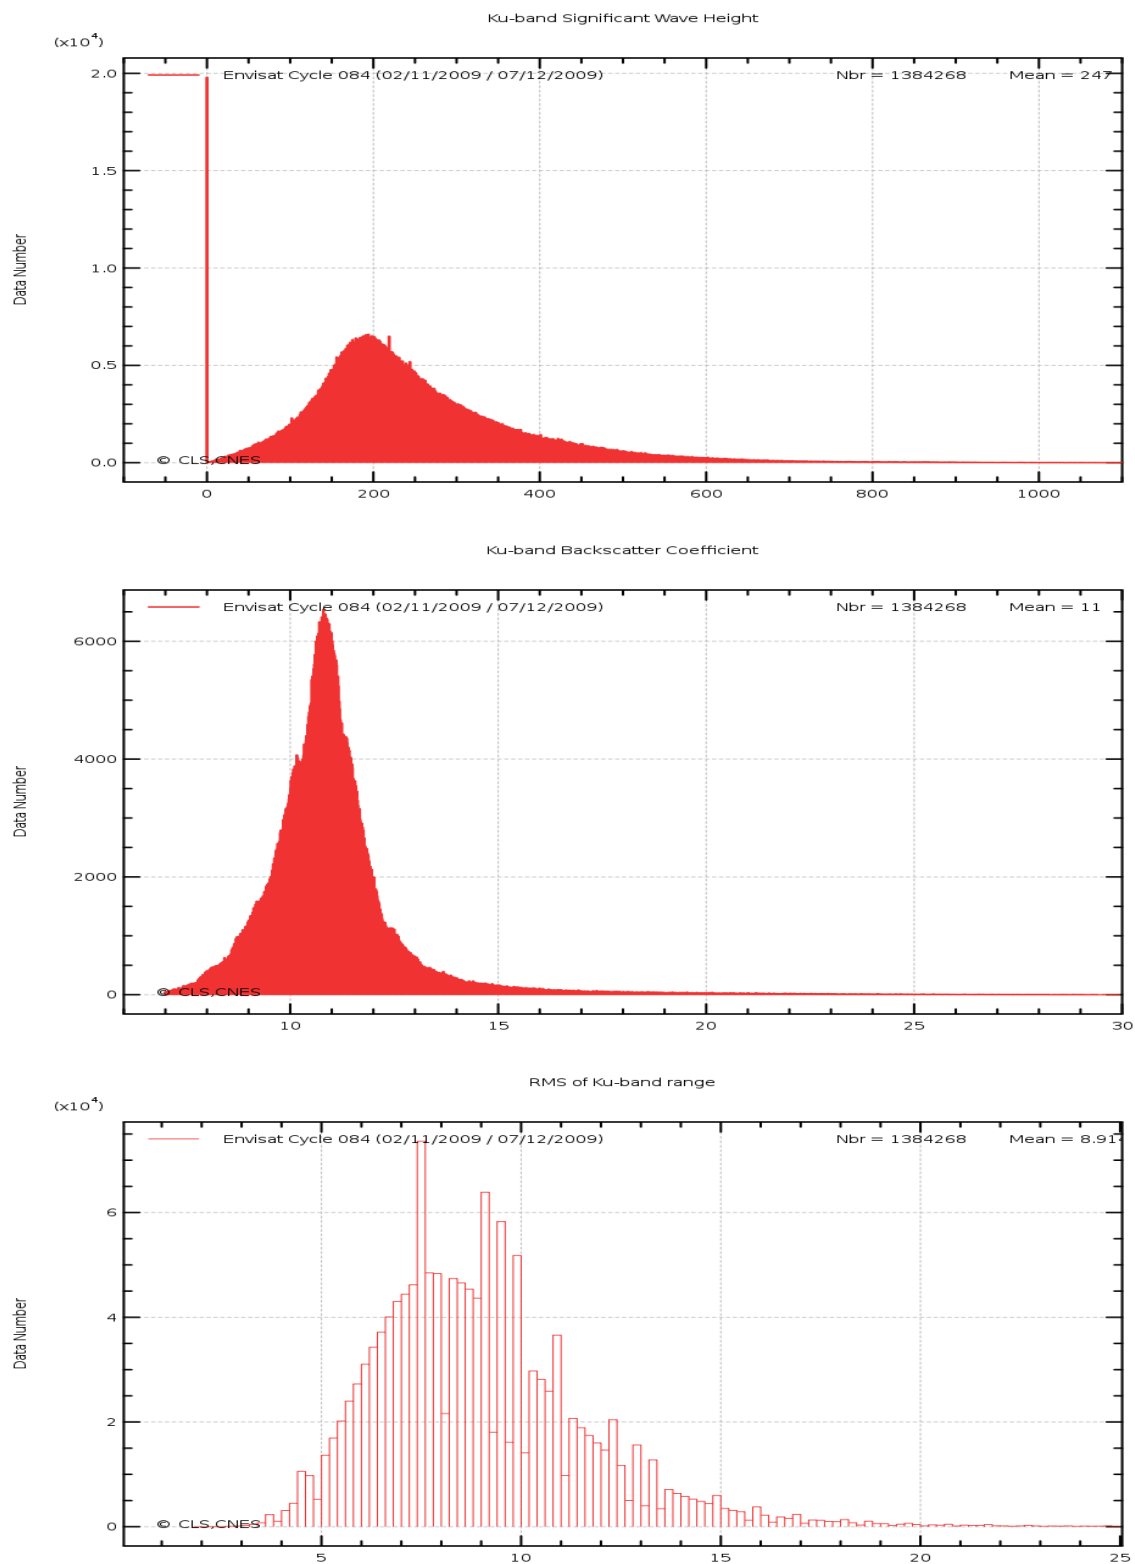 Ku-band Significant Wave Height
(x10⁴)
Envisat Cycle 084 (02/11/2009 / 07/12/2009) Nbr = 1384268 Mean = 247
2.0
1.5
1.0
0.5
0.0
Data Number
© CLS,CNES
0 200 400 600 800 1000
Ku-band Backscatter Coefficient
Envisat Cycle 084 (02/11/2009 / 07/12/2009) Nbr = 1384268 Mean = 11
6000
4000
2000
0
Data Number
© CLS,CNES
10 15 20 25 30
RMS of Ku-band range
(x10⁴)
Envisat Cycle 084 (02/11/2009 / 07/12/2009) Nbr = 1384268 Mean = 8.914
6
4
2
0
Data Number
© CLS,CNES
5 10 15 20 25